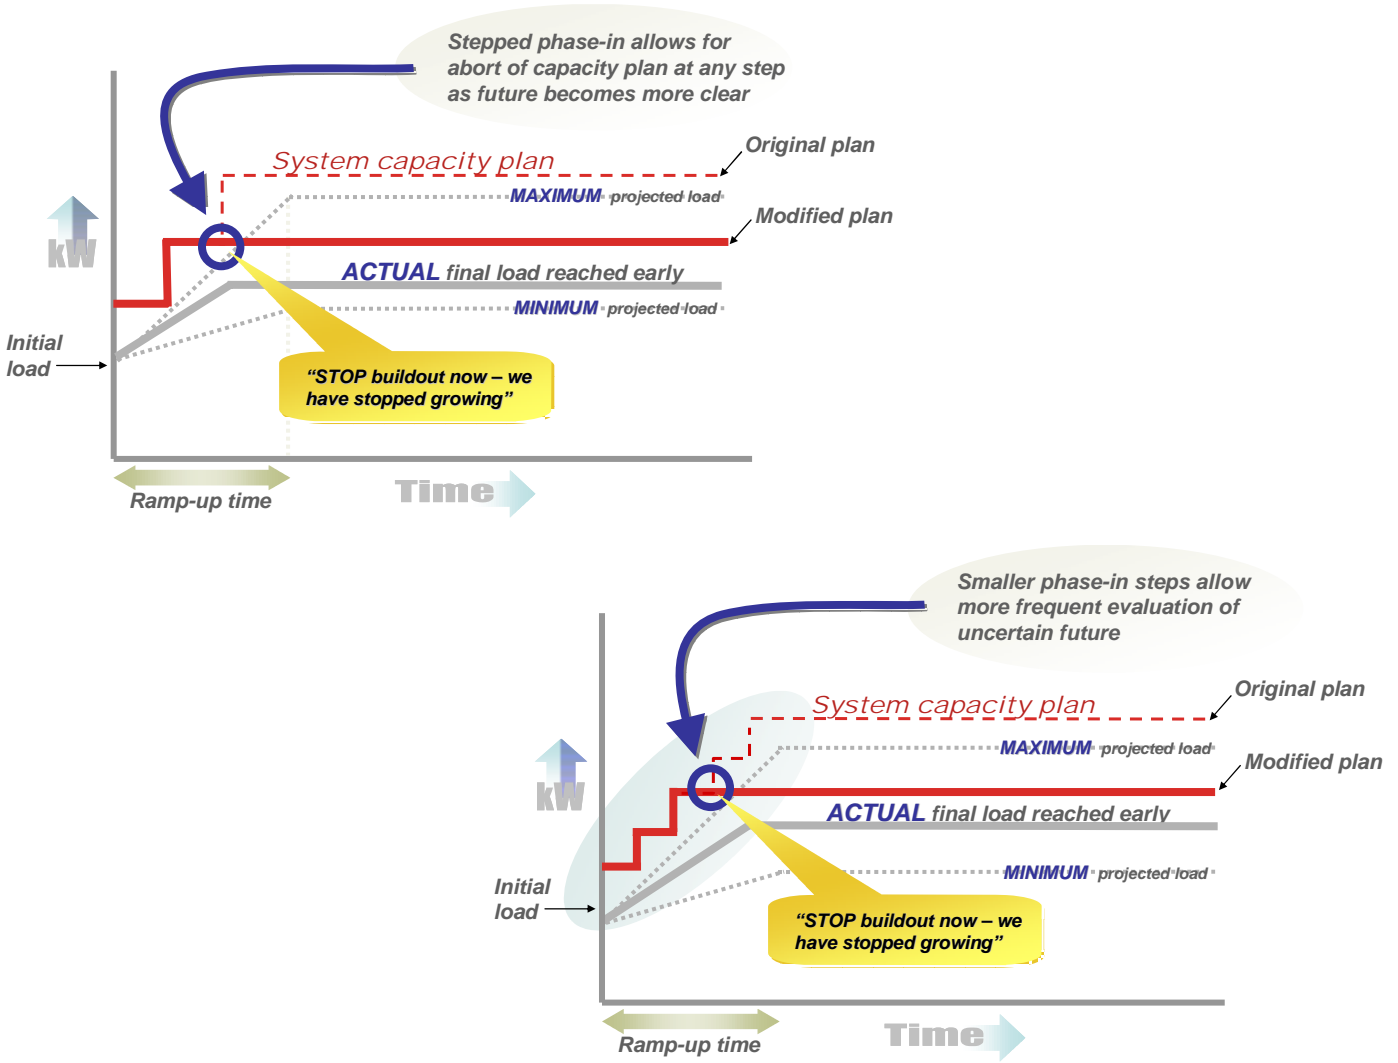 Stepped phase-in allows for
abort of capacity plan at any step
as future becomes more clear
Original plan
System capacity plan
MAXIMUM projected load
Modified plan
kW
ACTUAL final load reached early
MINIMUM projected load
Initial
load
“STOP buildout now – we
have stopped growing”
Time
Ramp-up time
Smaller phase-in steps allow
more frequent evaluation of
uncertain future
Original plan
System capacity plan
MAXIMUM projected load
Modified plan
kW
ACTUAL final load reached early
MINIMUM projected load
Initial
load
“STOP buildout now – we
have stopped growing”
Time
Ramp-up time